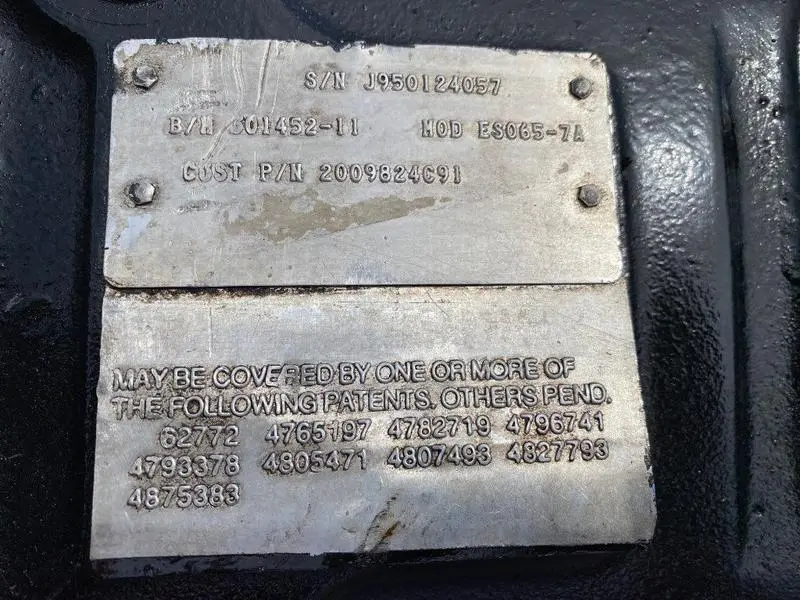 S/N J950124057
B/M 601452-11 MOD ES065-7A
CUST P/N 2009824C91
MAY BE COVERED BY ONE OR MORE OF
THE FOLLOWING PATENTS. OTHERS PEND.
62772 4765197 4782719 4796741
4793378 4805471 4807493 4827793
4875383